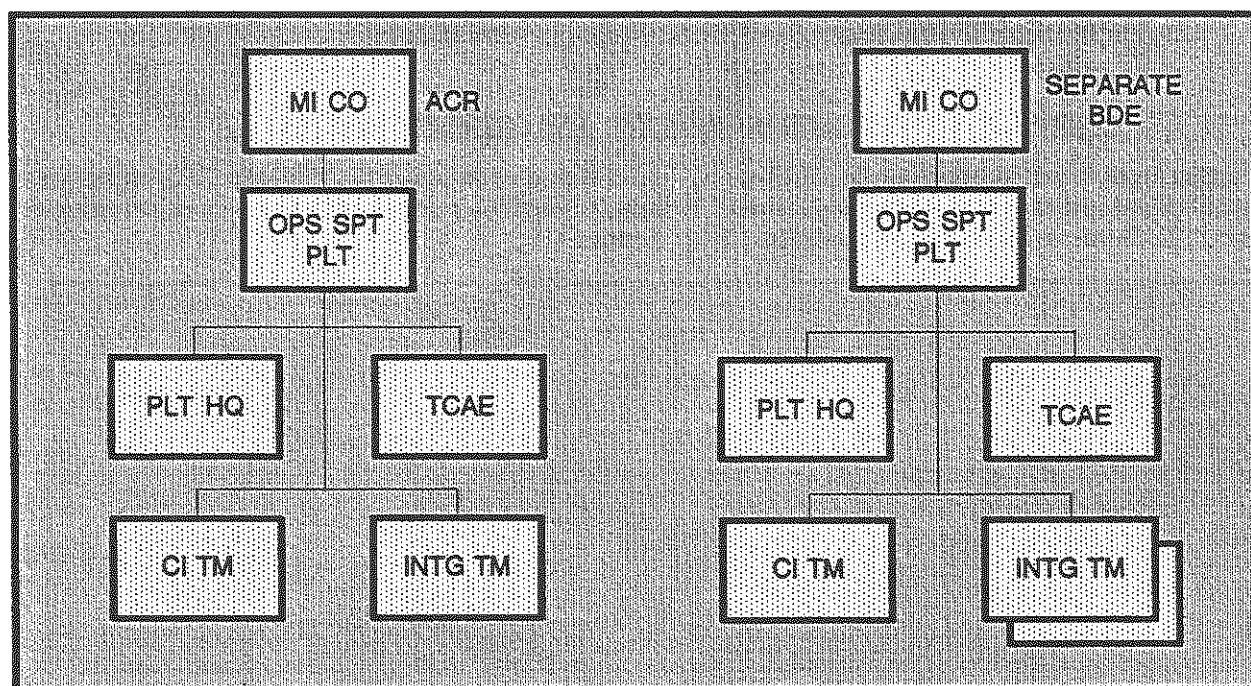 MI CO
ACR
OPS SPT
PLT
PLT HQ
TCAE
CI TM
INTG TM
MI CO
SEPARATE
BDE
OPS SPT
PLT
PLT HQ
TCAE
CI TM
INTG TM